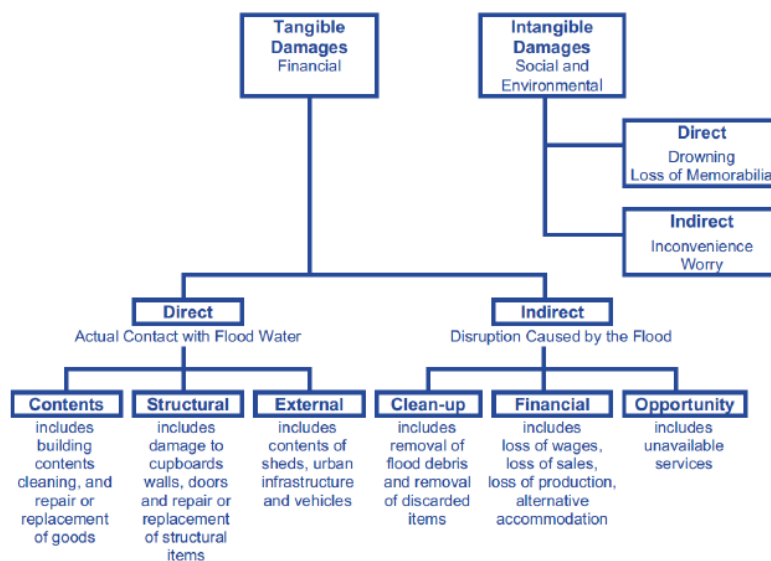 Tangible
Damages
Financial
Intangible
Damages
Social and
Environmental
Direct
Drowning
Loss of Memorabilia
Indirect
Inconvenience
Worry
Direct
Actual Contact with Flood Water
Indirect
Disruption Caused by the Flood
Contents
includes
building
contents
cleaning, and
repair or
replacement
of goods
Structural
includes
damage to
cupboards
walls, doors
and repair or
replacement
of structural
items
External
includes
contents of
sheds, urban
infrastructure
and vehicles
Clean-up
includes
removal of
flood debris
and removal
of discarded
items
Financial
includes
loss of wages,
loss of sales,
loss of production,
alternative
accommodation
Opportunity
includes
unavailable
services